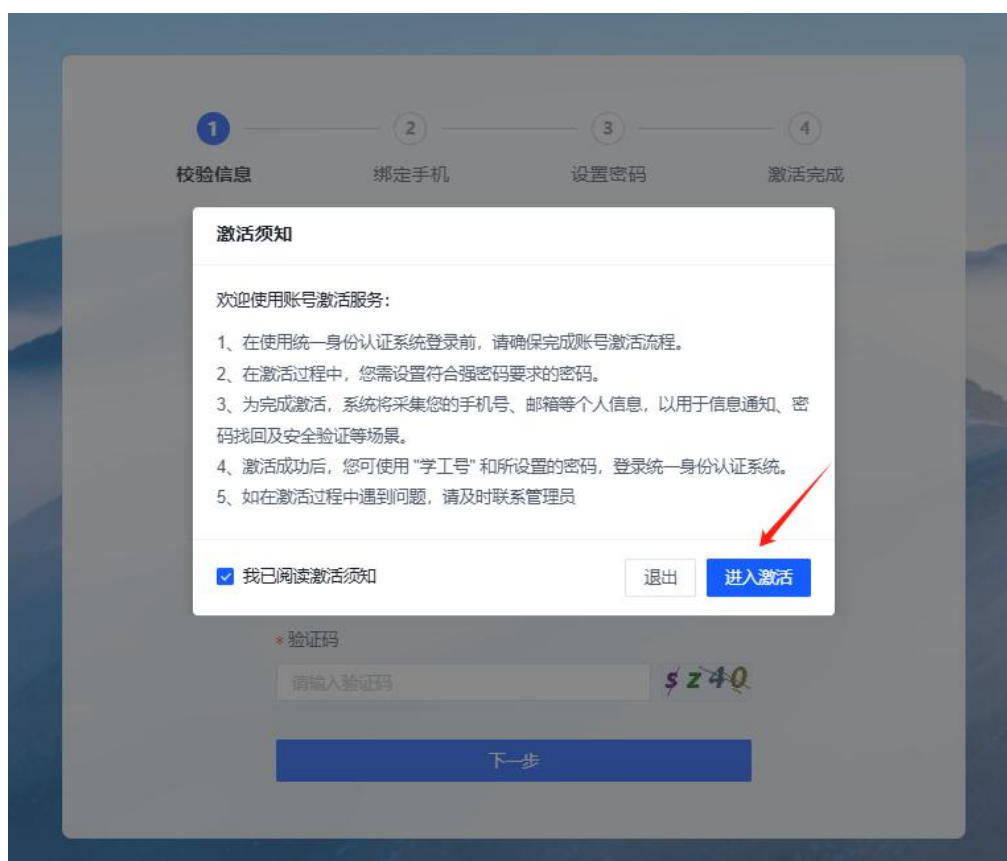 1 2 3 4
校验信息 绑定手机 设置密码 激活完成
激活须知
欢迎使用账号激活服务：
1、在使用统一身份认证系统登录前，请确保完成账号激活流程。
2、在激活过程中，您需设置符合强密码要求的密码。
3、为完成激活，系统将采集您的手机号、邮箱等个人信息，以用于信息通知、密
码找回及安全验证等场景。
4、激活成功后，您可使用 "学工号" 和所设置的密码，登录统一身份认证系统。
5、如在激活过程中遇到问题，请及时联系管理员
我已阅读激活须知 退出 进入激活
* 验证码
请输入验证码 sz4Q
下一步